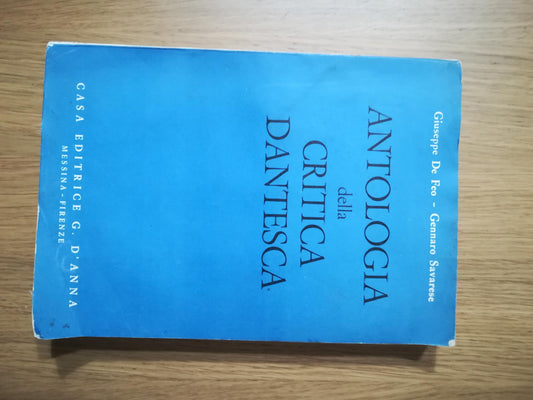 Giuseppe De Feo - Gennaro Savarese
ANTOLOGIA
della
CRITICA
DANTESCA
CASA EDITRICE G. D'ANNA
MESSINA - FIRENZE